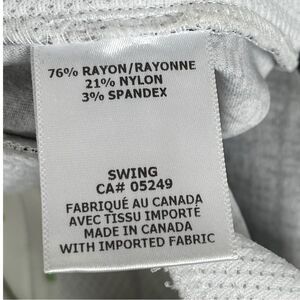 76% RAYON/RAYONNE
21% NYLON
3% SPANDEX
SWING
CA# 05249
FABRIQUÉ AU CANADA
AVEC TISSU IMPORTÉ
MADE IN CANADA
WITH IMPORTED FABRIC